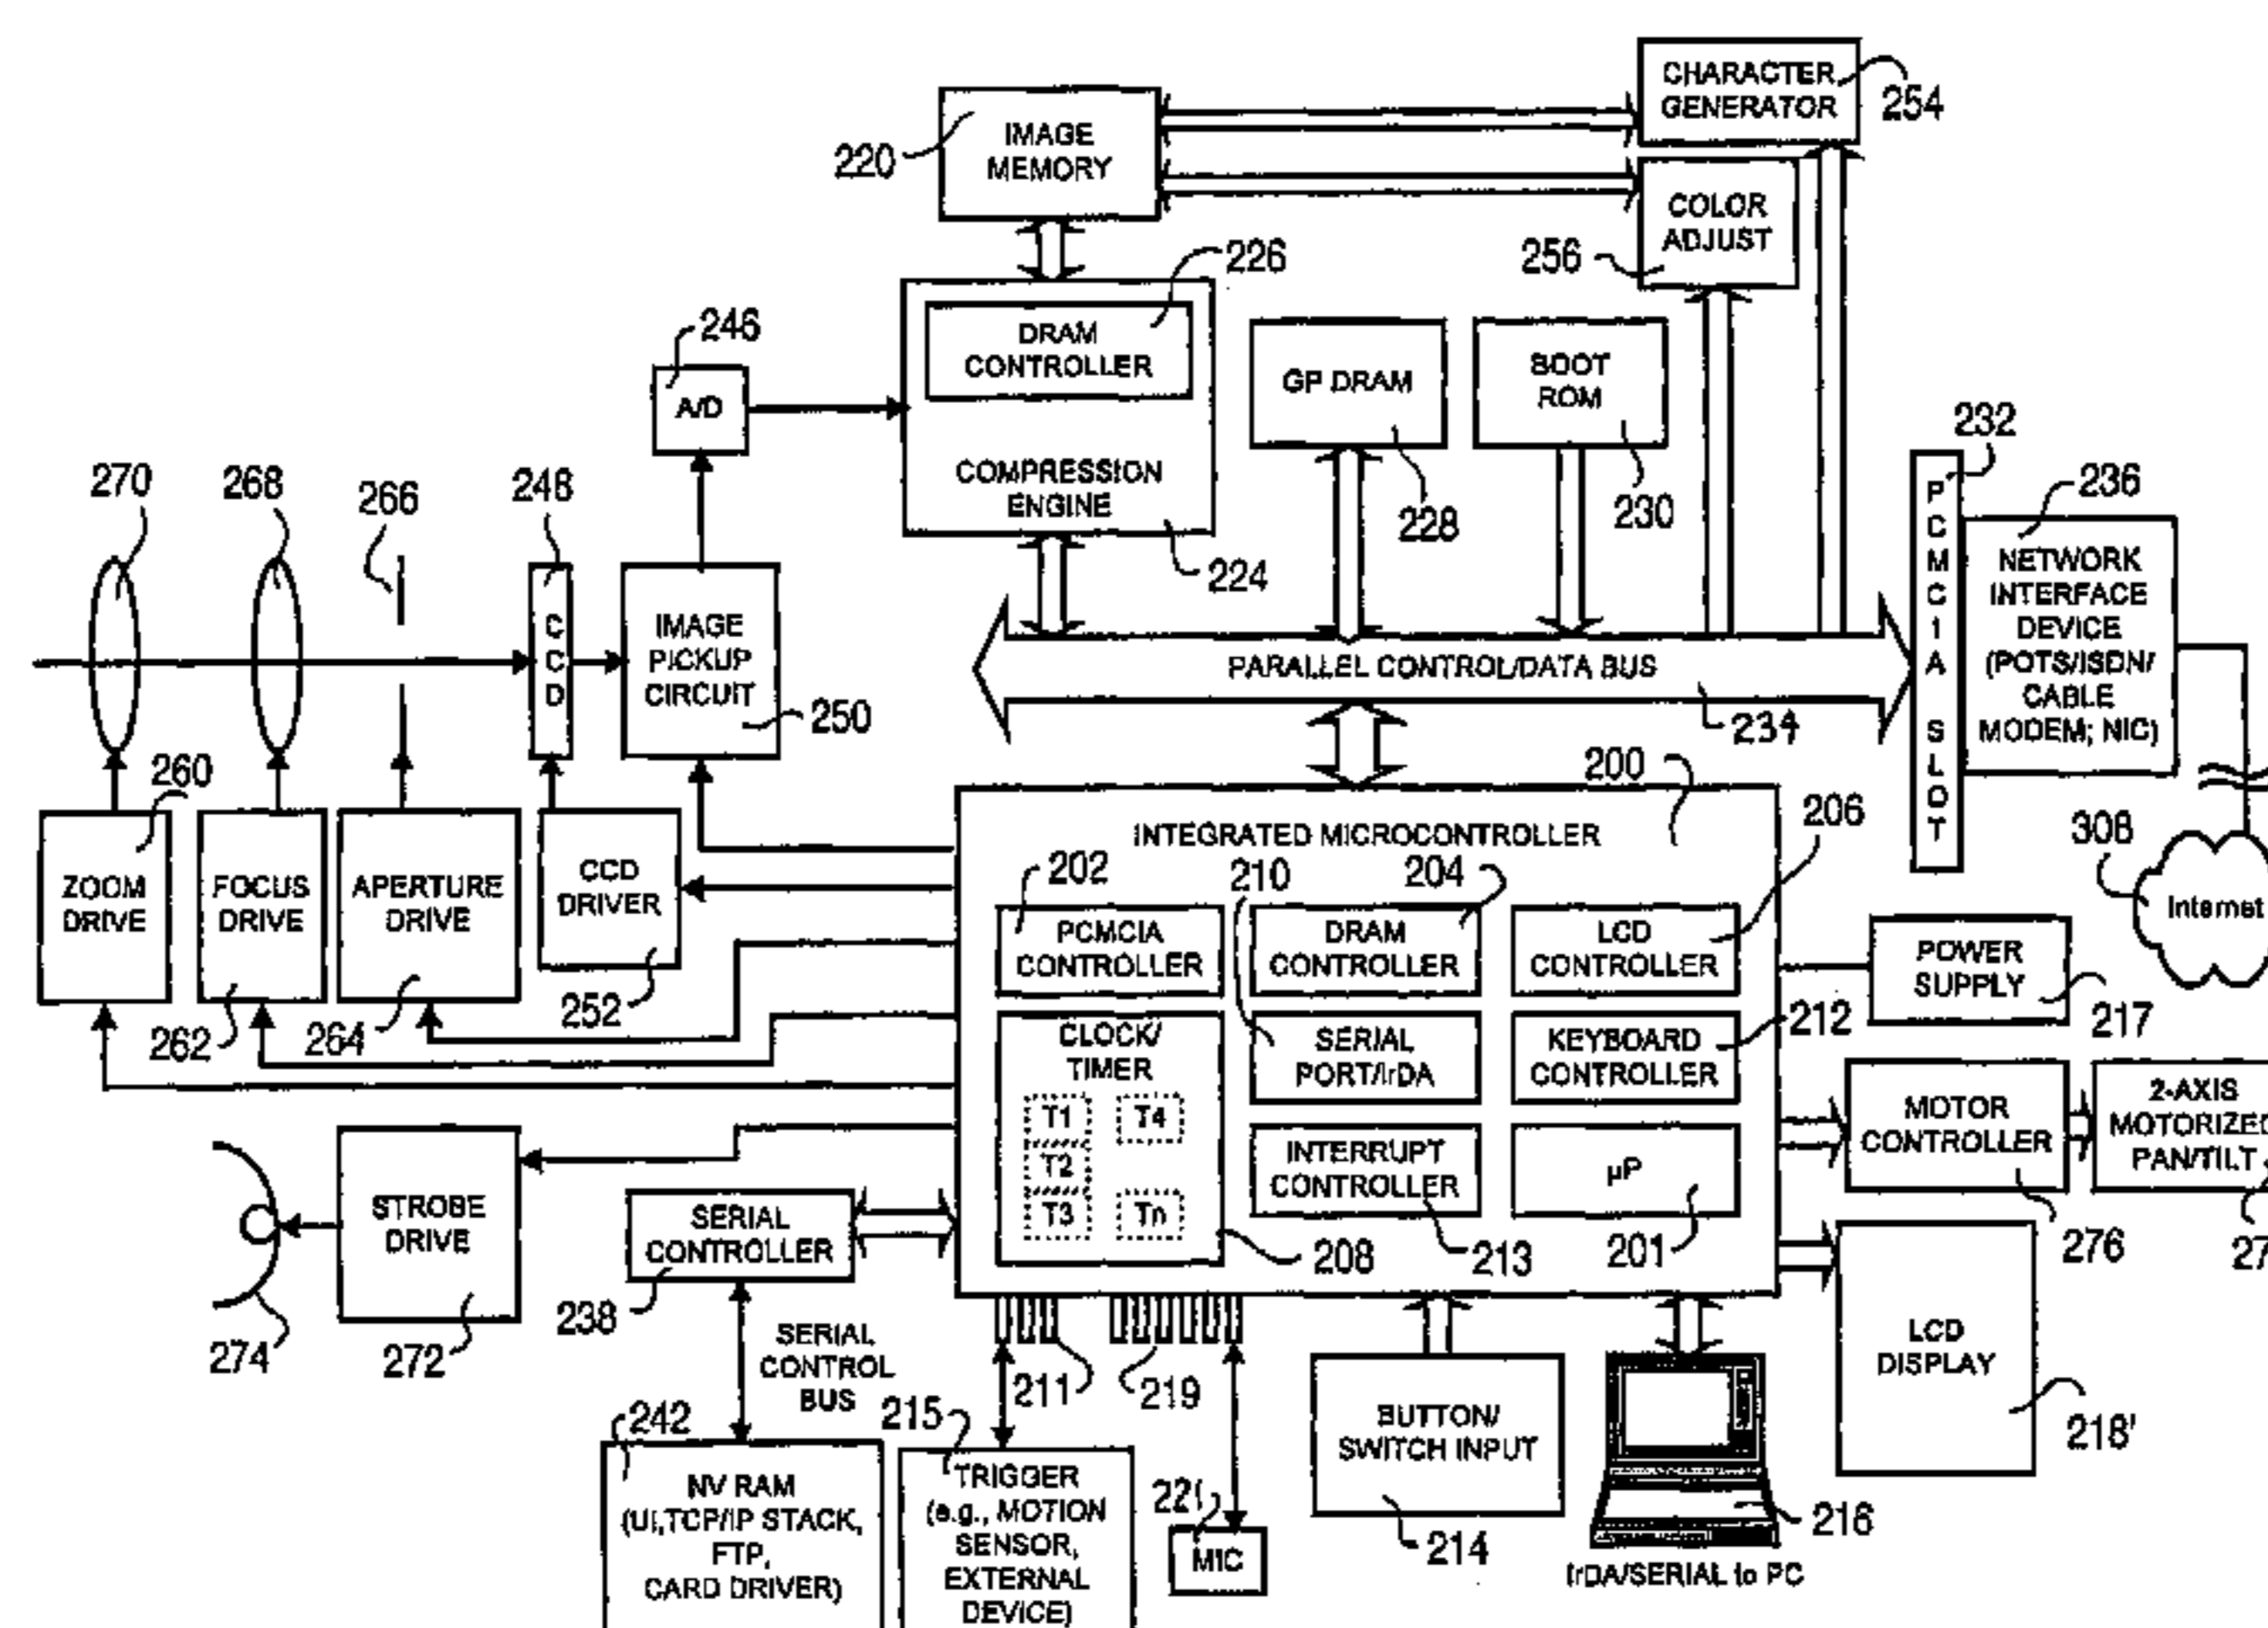 CHARACTER
GENERATOR
254
IMAGE
MEMORY
220
COLOR
ADJUST
256
226
DRAM
CONTROLLER
COMPRESSION
ENGINE
224
246
A/D
GP DRAM
228
BOOT
ROM
230
232
PCMCIA SLOT
236
NETWORK
INTERFACE
DEVICE
(POTS/ISDN/
CABLE
MODEM; NIC)
270
268
266
248
CCD
IMAGE
PICKUP
CIRCUIT
250
PARALLEL CONTROL/DATA BUS
234
308
Internet
260
ZOOM
DRIVE
FOCUS
DRIVE
262
APERTURE
DRIVE
264
CCD
DRIVER
252
200
INTEGRATED MICROCONTROLLER
202
PCMCIA
CONTROLLER
204
DRAM
CONTROLLER
206
LCD
CONTROLLER
CLOCK/
TIMER
T1
T4
T2
T3
Tn
208
210
SERIAL
PORT/IrDA
212
KEYBOARD
CONTROLLER
INTERRUPT
CONTROLLER
213
μP
201
POWER
SUPPLY
217
MOTOR
CONTROLLER
276
2-AXIS
MOTORIZED
PAN/TILT
STROBE
DRIVE
272
274
SERIAL
CONTROLLER
238
SERIAL
CONTROL
BUS
242
NV RAM
(UI,TCP/IP STACK,
FTP,
CARD DRIVER)
211
215
TRIGGER
(e.g., MOTION
SENSOR,
EXTERNAL
DEVICE)
219
MIC
BUTTON/
SWITCH INPUT
214
216
IrDA/SERIAL to PC
LCD
DISPLAY
218'